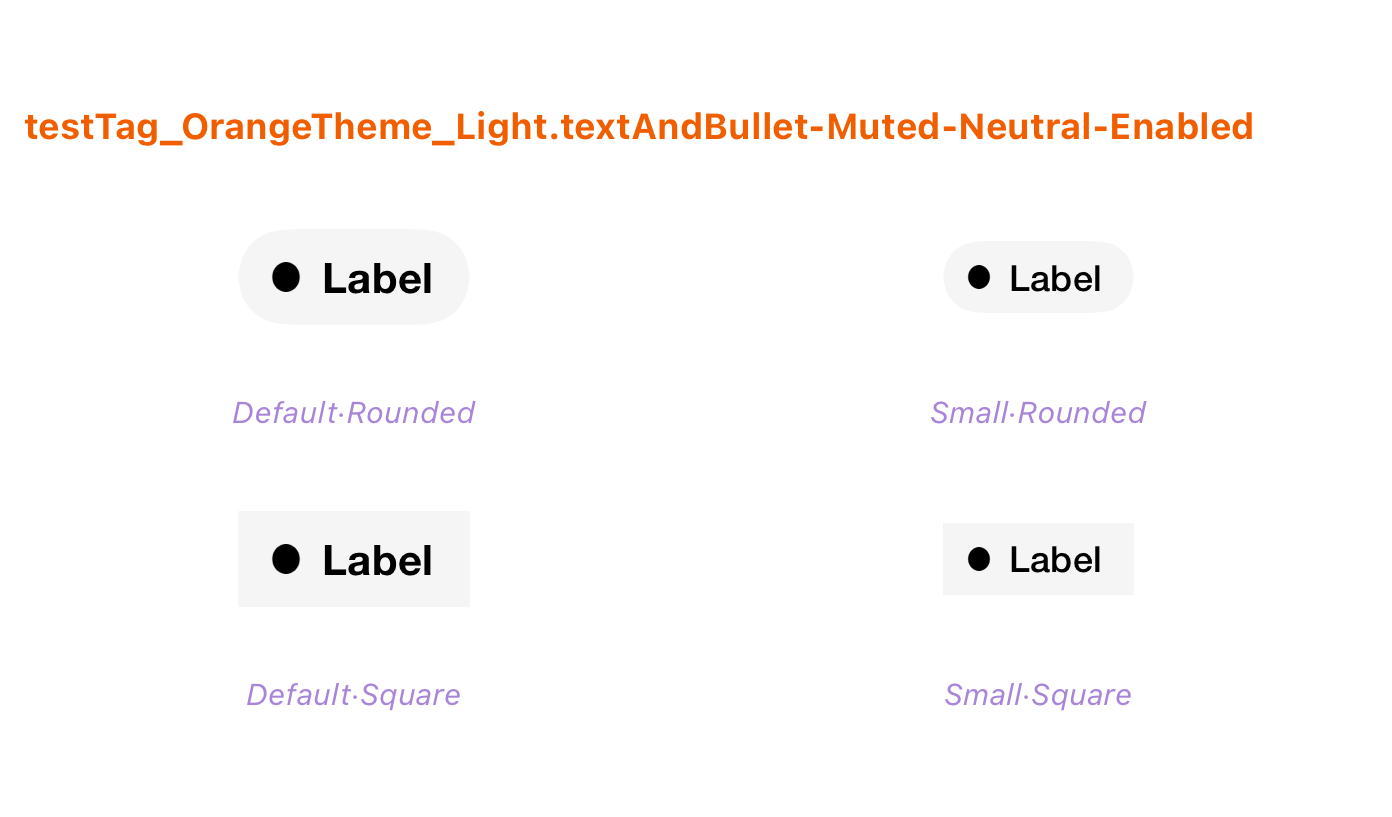 testTag_OrangeTheme_Light.textAndBullet-Muted-Neutral-Enabled
Label
Label
Default·Rounded
Small·Rounded
Label
Label
Default·Square
Small·Square